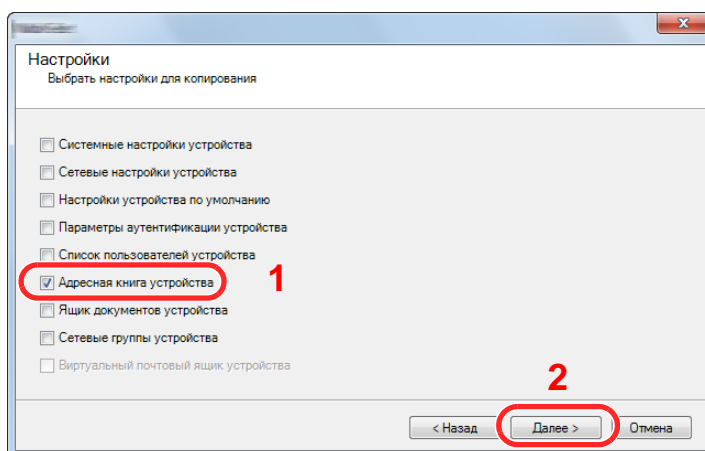 Настройки
Выбрать настройки для копирования
Системные настройки устройства
Сетевые настройки устройства
Настройки устройства по умолчанию
Параметры аутентификации устройства
Список пользователей устройства
Адресная книга устройства
1
Ящик документов устройства
Сетевые группы устройства
Виртуальный почтовый ящик устройства
2
< Назад Далее > Отмена